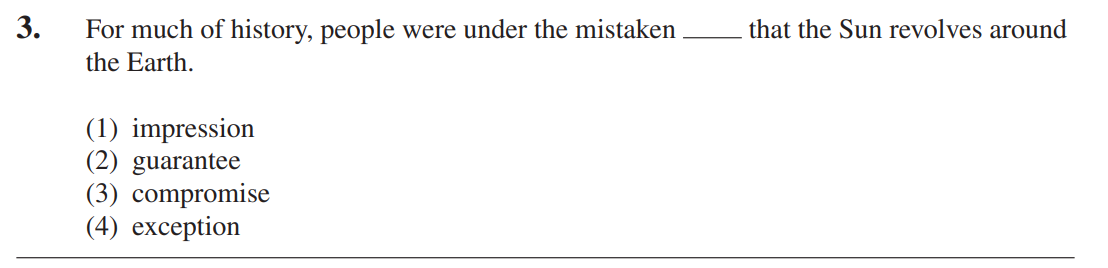 3. For much of history, people were under the mistaken ____ that the Sun revolves around
the Earth.
(1) impression
(2) guarantee
(3) compromise
(4) exception